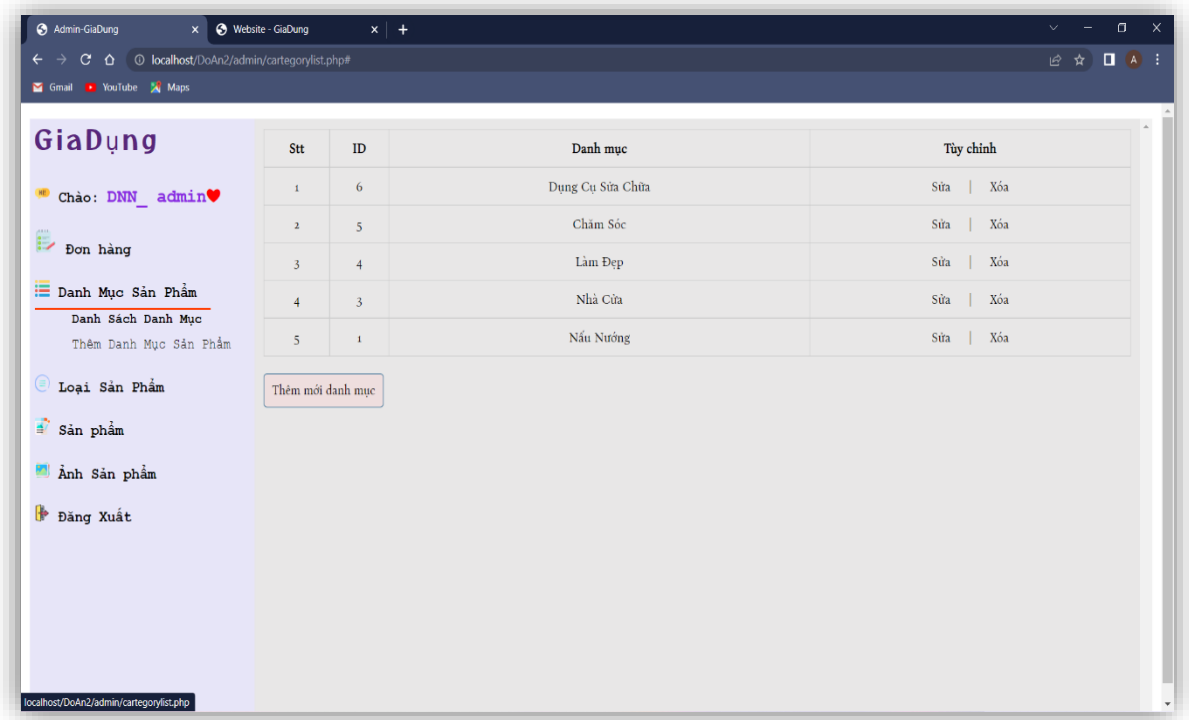 Admin-GiaDung
Website - GiaDung
localhost/DoAn2/admin/cartegorylist.php#
A
Gmail YouTube Maps
GiaDụng
Chào: DNN_ admin
Đơn hàng
Danh Mục Sản Phẩm
Danh Sách Danh Mục
Thêm Danh Mục Sản Phẩm
Loại Sản Phẩm
Sản phẩm
Ảnh Sản phẩm
Đăng Xuất
Stt ID Danh mục Tùy chỉnh
1 6 Dụng Cụ Sửa Chữa Sửa | Xóa
2 5 Chăm Sóc Sửa | Xóa
3 4 Làm Đẹp Sửa | Xóa
4 3 Nhà Cửa Sửa | Xóa
5 1 Nấu Nướng Sửa | Xóa
Thêm mới danh mục
localhost/DoAn2/admin/cartegorylist.php